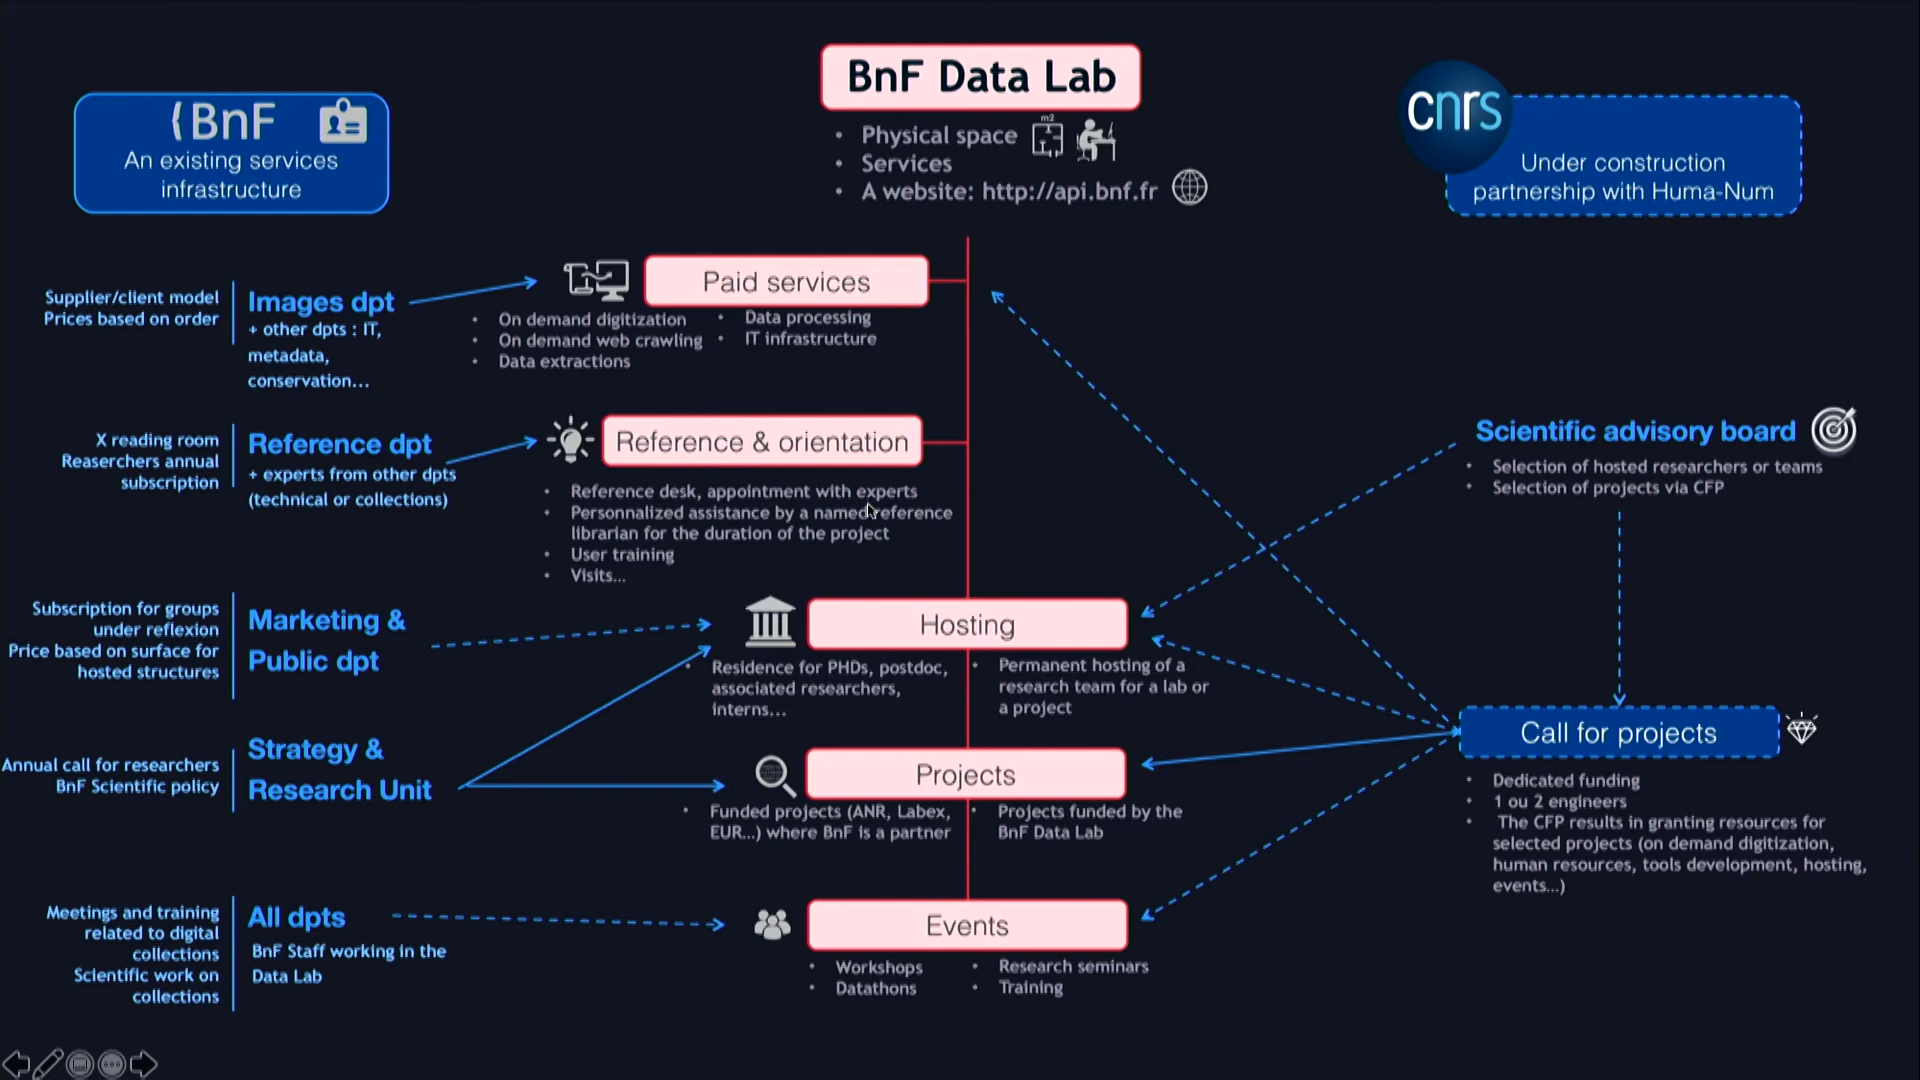 BnF Data Lab
• Physical space
m2
• Services
• A website: http://api.bnf.fr
{BnF
An existing services
infrastructure
cnrs
Under construction
partnership with Huma-Num
Supplier/client model
Prices based on order
Images dpt
+ other dpts : IT,
metadata,
conservation...
Paid services
• On demand digitization
• On demand web crawling
• Data extractions
• Data processing
• IT infrastructure
X reading room
Reaserchers annual
subscription
Reference dpt
+ experts from other dpts
(technical or collections)
Reference & orientation
• Reference desk, appointment with experts
• Personnalized assistance by a named reference
librarian for the duration of the project
• User training
• Visits...
Scientific advisory board
• Selection of hosted researchers or teams
• Selection of projects via CFP
Subscription for groups
under reflexion
Price based on surface for
hosted structures
Marketing &
Public dpt
Hosting
• Residence for PHDs, postdoc,
associated researchers,
interns...
• Permanent hosting of a
research team for a lab or
a project
Annual call for researchers
BnF Scientific policy
Strategy &
Research Unit
Projects
• Funded projects (ANR, Labex,
EUR...) where BnF is a partner
• Projects funded by the
BnF Data Lab
Call for projects
• Dedicated funding
• 1 ou 2 engineers
• The CFP results in granting resources for
selected projects (on demand digitization,
human resources, tools development, hosting,
events...)
Meetings and training
related to digital
collections
Scientific work on
collections
All dpts
BnF Staff working in the
Data Lab
Events
• Workshops
• Datathons
• Research seminars
• Training